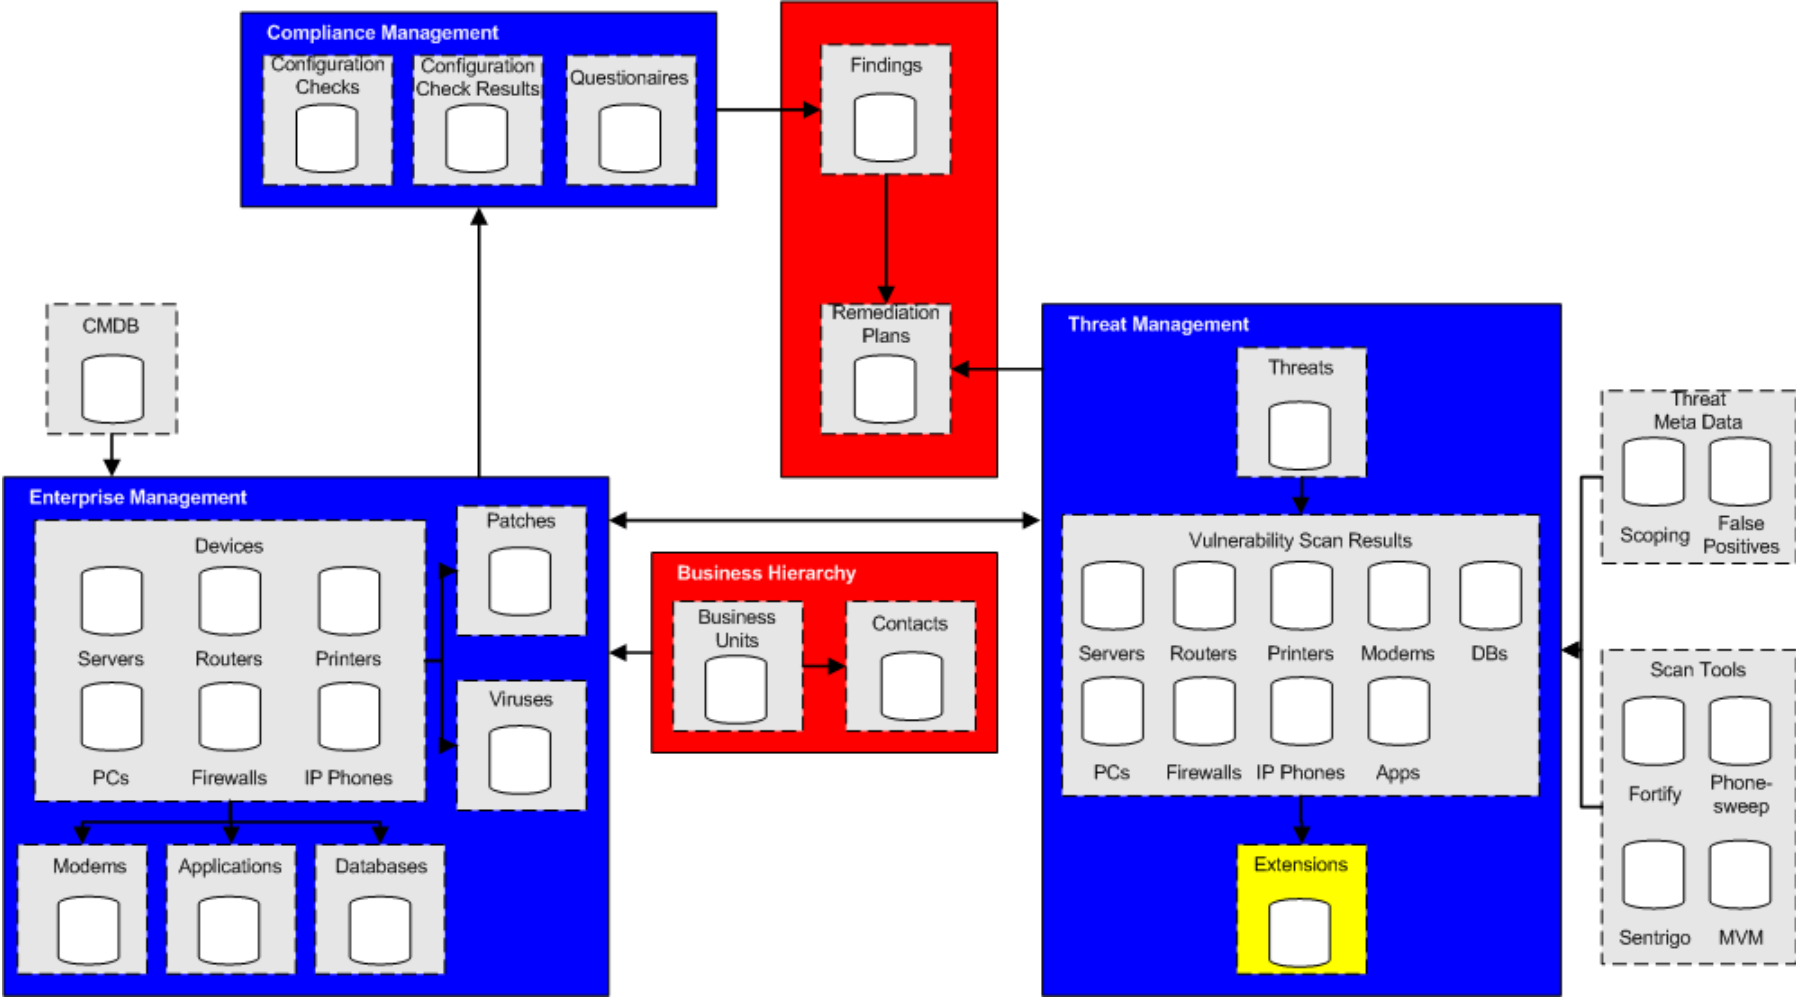 Compliance Management
Configuration
Checks
Configuration
Check Results
Questionaires
Findings
Remediation
Plans
CMDB
Enterprise Management
Devices
Servers
Routers
Printers
PCs
Firewalls
IP Phones
Patches
Viruses
Modems
Applications
Databases
Business Hierarchy
Business
Units
Contacts
Threat Management
Threats
Vulnerability Scan Results
Servers
Routers
Printers
Modems
DBs
PCs
Firewalls
IP Phones
Apps
Extensions
Threat
Meta Data
Scoping
False
Positives
Scan Tools
Fortify
Phone-
sweep
Sentrigo
MVM